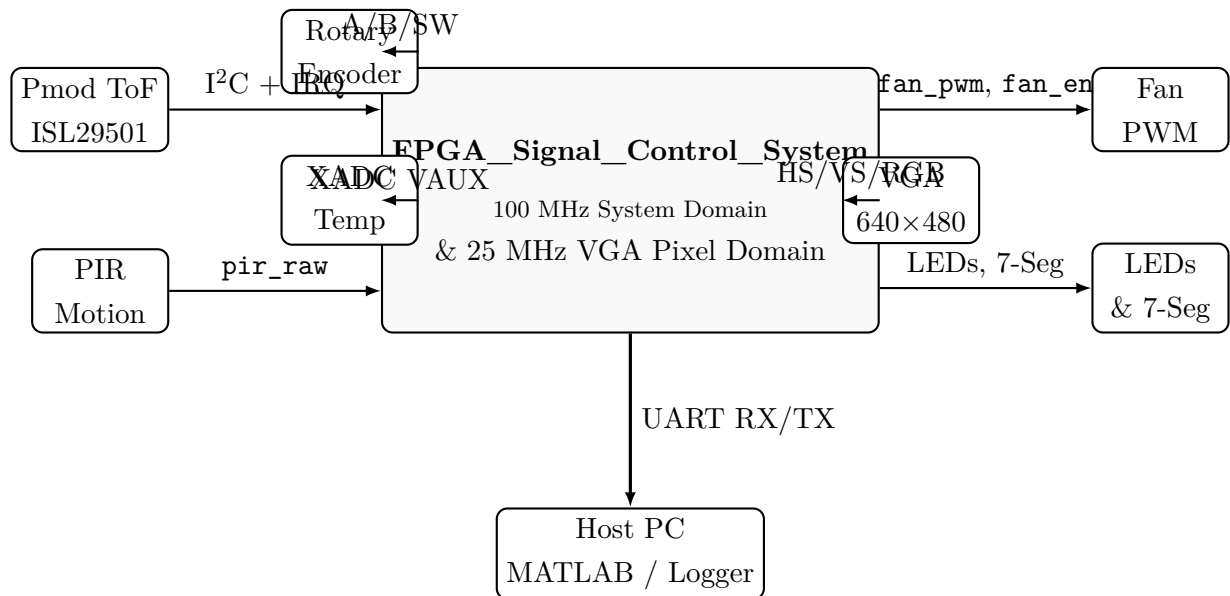 A/B/SW
Rotary
Encoder
Pmod ToF
ISL29501
I²C + IRQ
FPGA_Signal_Control_System
100 MHz System Domain
& 25 MHz VGA Pixel Domain
fan_pwm, fan_en
Fan
PWM
XADC
Temp
XADC VAUX
HS/VS/RGB
VGA
640×480
PIR
Motion
pir_raw
LEDs, 7-Seg
LEDs
& 7-Seg
UART RX/TX
Host PC
MATLAB / Logger